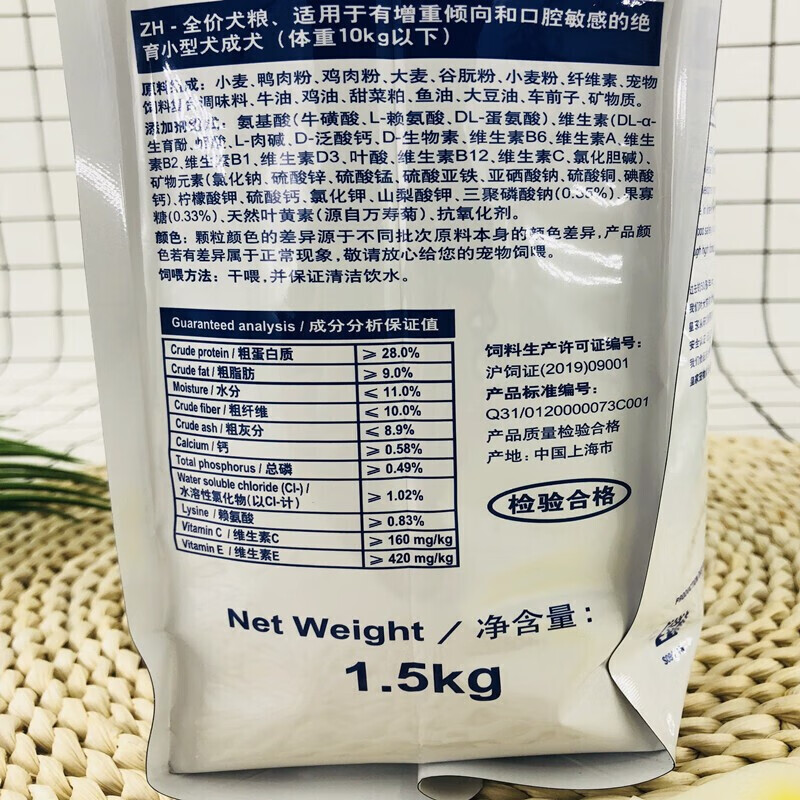 ZH - 全价犬粮、适用于有增重倾向和口腔敏感的绝
育小型犬成犬（体重10kg以下）
原料组成：小麦、鸭肉粉、鸡肉粉、大麦、谷朊粉、小麦粉、纤维素、宠物
饲料复合调味料、牛油、鸡油、甜菜粕、鱼油、大豆油、车前子、矿物质。
添加剂组成：氨基酸(牛磺酸、L-赖氨酸、DL-蛋氨酸)、维生素(DL-α-
生育酚、烟酸、L-肉碱、D-泛酸钙、D-生物素、维生素B6、维生素A、维生
素B2、维生素B1、维生素D3、叶酸、维生素B12、维生素C、氯化胆碱)、
矿物元素(氯化钠、硫酸锌、硫酸锰、硫酸亚铁、亚硒酸钠、硫酸铜、碘酸
钙)、柠檬酸钾、硫酸钙、氯化钾、山梨酸钾、三聚磷酸钠(0.35%)、果寡
糖(0.33%)、天然叶黄素(源自万寿菊)、抗氧化剂。
颜色：颗粒颜色的差异源于不同批次原料本身的颜色差异，产品颜
色若有差异属于正常现象，敬请放心给您的宠物饲喂。
饲喂方法：干喂，并保证清洁饮水。
Guaranteed analysis / 成分分析保证值
Crude protein / 粗蛋白质 ≥ 28.0%
Crude fat / 粗脂肪 ≥ 9.0%
Moisture / 水分 ≤ 11.0%
Crude fiber / 粗纤维 ≤ 10.0%
Crude ash / 粗灰分 ≤ 8.9%
Calcium / 钙 ≥ 0.58%
Total phosphorus / 总磷 ≥ 0.49%
Water soluble chloride (Cl-) /
水溶性氯化物(以Cl-计) ≥ 1.02%
Lysine / 赖氨酸 ≥ 0.83%
Vitamin C / 维生素C ≥ 160 mg/kg
Vitamin E / 维生素E ≥ 420 mg/kg
饲料生产许可证编号：
沪饲证(2019)09001
产品标准编号：
Q31/0120000073C001
产品质量检验合格
产地：中国上海市
检验合格
Net Weight / 净含量：
1.5kg